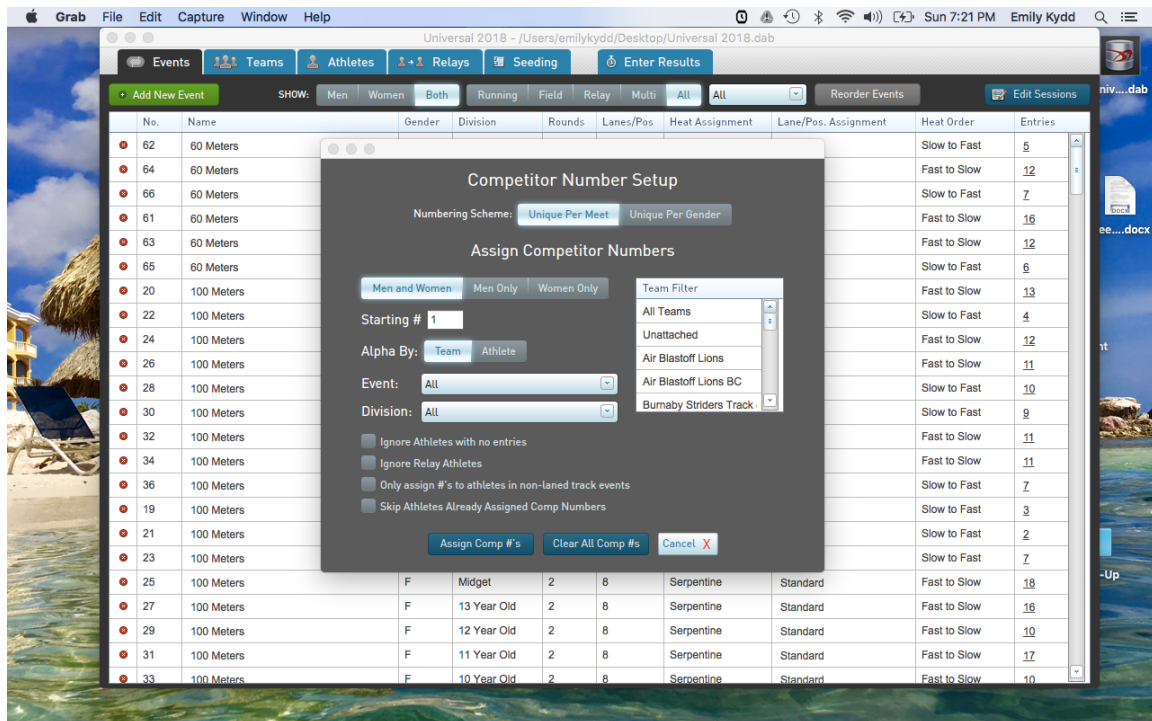 Grab File Edit Capture Window Help Sun 7:21 PM Emily Kydd
Universal 2018 - /Users/emilykydd/Desktop/Universal 2018.dab
Events Teams Athletes Relays Seeding Enter Results
Add New Event SHOW: Men Women Both Running Field Relay Multi All All Reorder Events Edit Sessions
niv....dab
No. Name Gender Division Rounds Lanes/Pos Heat Assignment Lane/Pos. Assignment Heat Order Entries
62 60 Meters Slow to Fast 5
64 60 Meters Fast to Slow 12
66 60 Meters Slow to Fast 7
61 60 Meters Fast to Slow 16
63 60 Meters Fast to Slow 12
65 60 Meters Slow to Fast 6
20 100 Meters Fast to Slow 13
22 100 Meters Fast to Slow 4
24 100 Meters Fast to Slow 12
26 100 Meters Fast to Slow 11
28 100 Meters Slow to Fast 10
30 100 Meters Slow to Fast 9
32 100 Meters Slow to Fast 11
34 100 Meters Slow to Fast 11
36 100 Meters Slow to Fast 7
19 100 Meters Slow to Fast 3
21 100 Meters Fast to Slow 2
23 100 Meters Fast to Slow 7
25 100 Meters F Midget 2 8 Serpentine Standard Fast to Slow 18
27 100 Meters F 13 Year Old 2 8 Serpentine Standard Fast to Slow 16
29 100 Meters F 12 Year Old 2 8 Serpentine Standard Fast to Slow 10
31 100 Meters F 11 Year Old 2 8 Serpentine Standard Fast to Slow 17
33 100 Meters F 10 Year Old 2 8 Serpentine Standard Fast to Slow 10
Competitor Number Setup
Numbering Scheme: Unique Per Meet Unique Per Gender
Assign Competitor Numbers
Men and Women Men Only Women Only
Starting # 1
Alpha By: Team Athlete
Event: All
Division: All
Team Filter
All Teams
Unattached
Air Blastoff Lions
Air Blastoff Lions BC
Burnaby Striders Track
Ignore Athletes with no entries
Ignore Relay Athletes
Only assign #'s to athletes in non-laned track events
Skip Athletes Already Assigned Comp Numbers
Assign Comp #'s Clear All Comp #s Cancel X
DOCX
ee....docx
nt
-Up